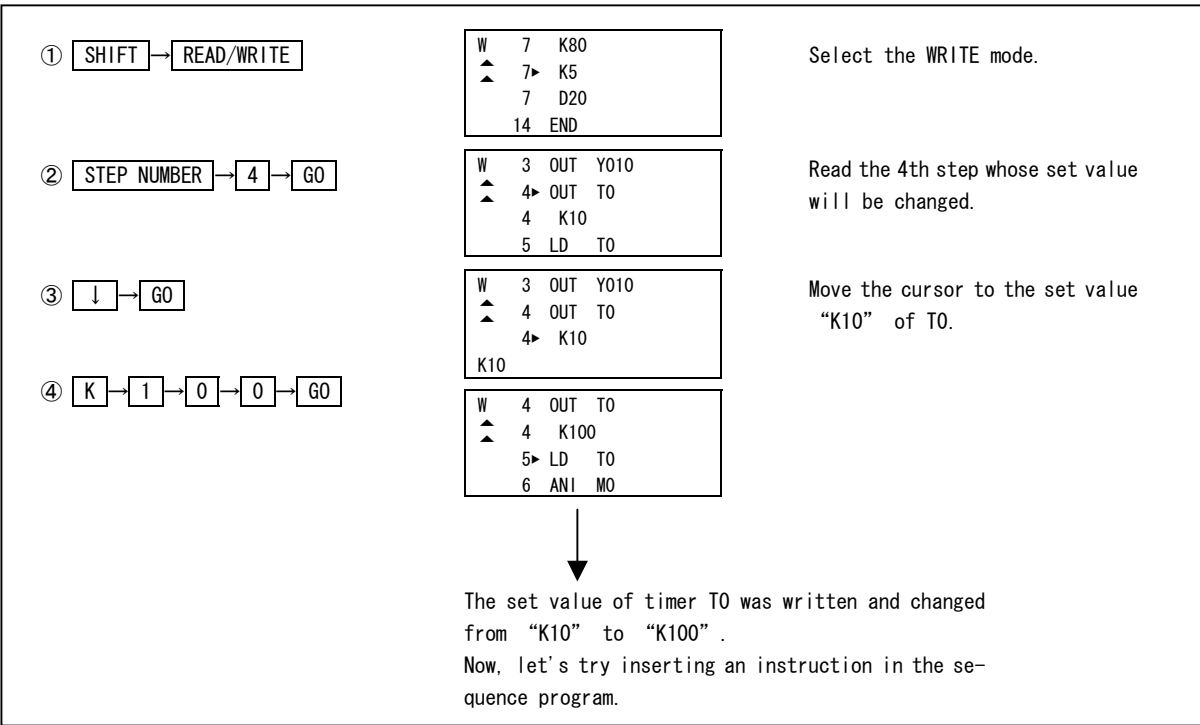 ① SHIFT → READ/WRITE
W 7 K80
7▶ K5
7 D20
14 END
Select the WRITE mode.
② STEP NUMBER → 4 → GO
W 3 OUT Y010
4▶ OUT T0
4 K10
5 LD T0
Read the 4th step whose set value
will be changed.
③ ↓ → GO
W 3 OUT Y010
4 OUT T0
4▶ K10
K10
Move the cursor to the set value
“K10” of T0.
④ K → 1 → 0 → 0 → GO
W 4 OUT T0
4 K100
5▶ LD T0
6 ANI M0
The set value of timer T0 was written and changed
from “K10” to “K100”.
Now, let's try inserting an instruction in the se-
quence program.